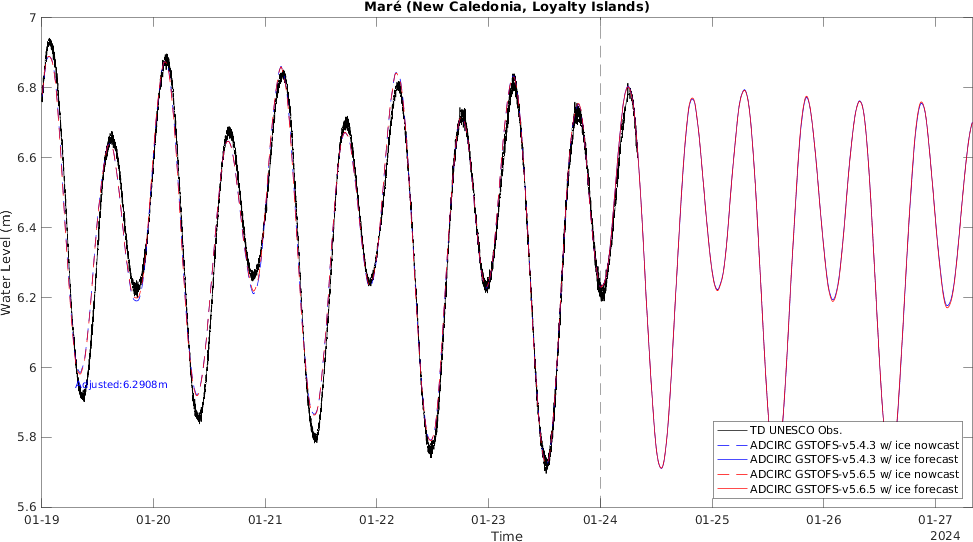 Maré (New Caledonia, Loyalty Islands)
7
6.8
6.6
6.4
6.2
6
5.8
5.6
Water Level (m)
Adjusted:6.2908m
TD UNESCO Obs.
ADCIRC GSTOFS-v5.4.3 w/ ice nowcast
ADCIRC GSTOFS-v5.4.3 w/ ice forecast
ADCIRC GSTOFS-v5.6.5 w/ ice nowcast
ADCIRC GSTOFS-v5.6.5 w/ ice forecast
01-19 01-20 01-21 01-22 01-23 01-24 01-25 01-26 01-27
Time
2024